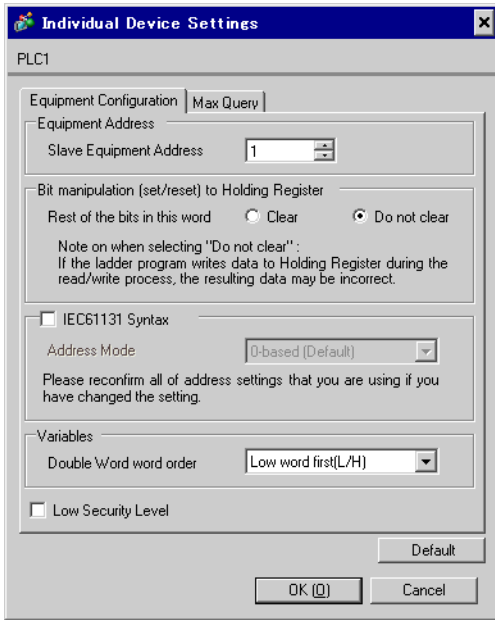 Individual Device Settings
PLC1
Equipment Configuration Max Query
Equipment Address
Slave Equipment Address 1
Bit manipulation (set/reset) to Holding Register
Rest of the bits in this word Clear Do not clear
Note on when selecting "Do not clear" :
If the ladder program writes data to Holding Register during the
read/write process, the resulting data may be incorrect.
IEC61131 Syntax
Address Mode 0-based (Default)
Please reconfirm all of address settings that you are using if you
have changed the setting.
Variables
Double Word word order Low word first(L/H)
Low Security Level
Default
OK (O) Cancel